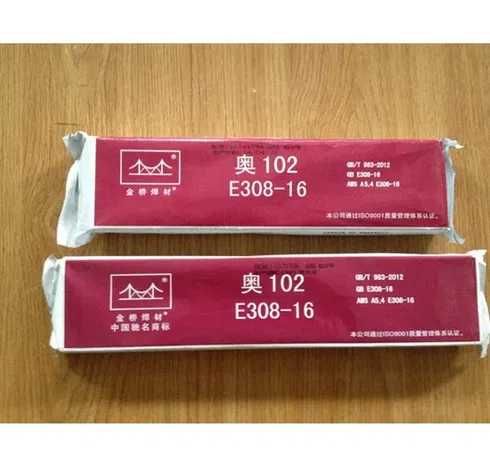 金桥焊材
奥 102
E308-16
GB/T 983-2012
GB E308-16
ABS A5,4 E308-16
本公司通过ISO9001质量管理体系认证。
金桥焊材
中国驰名商标
奥 102
E308-16
GB/T 983-2012
GB E308-16
ABS A5,4 E308-16
本公司通过ISO9001质量管理体系认证。